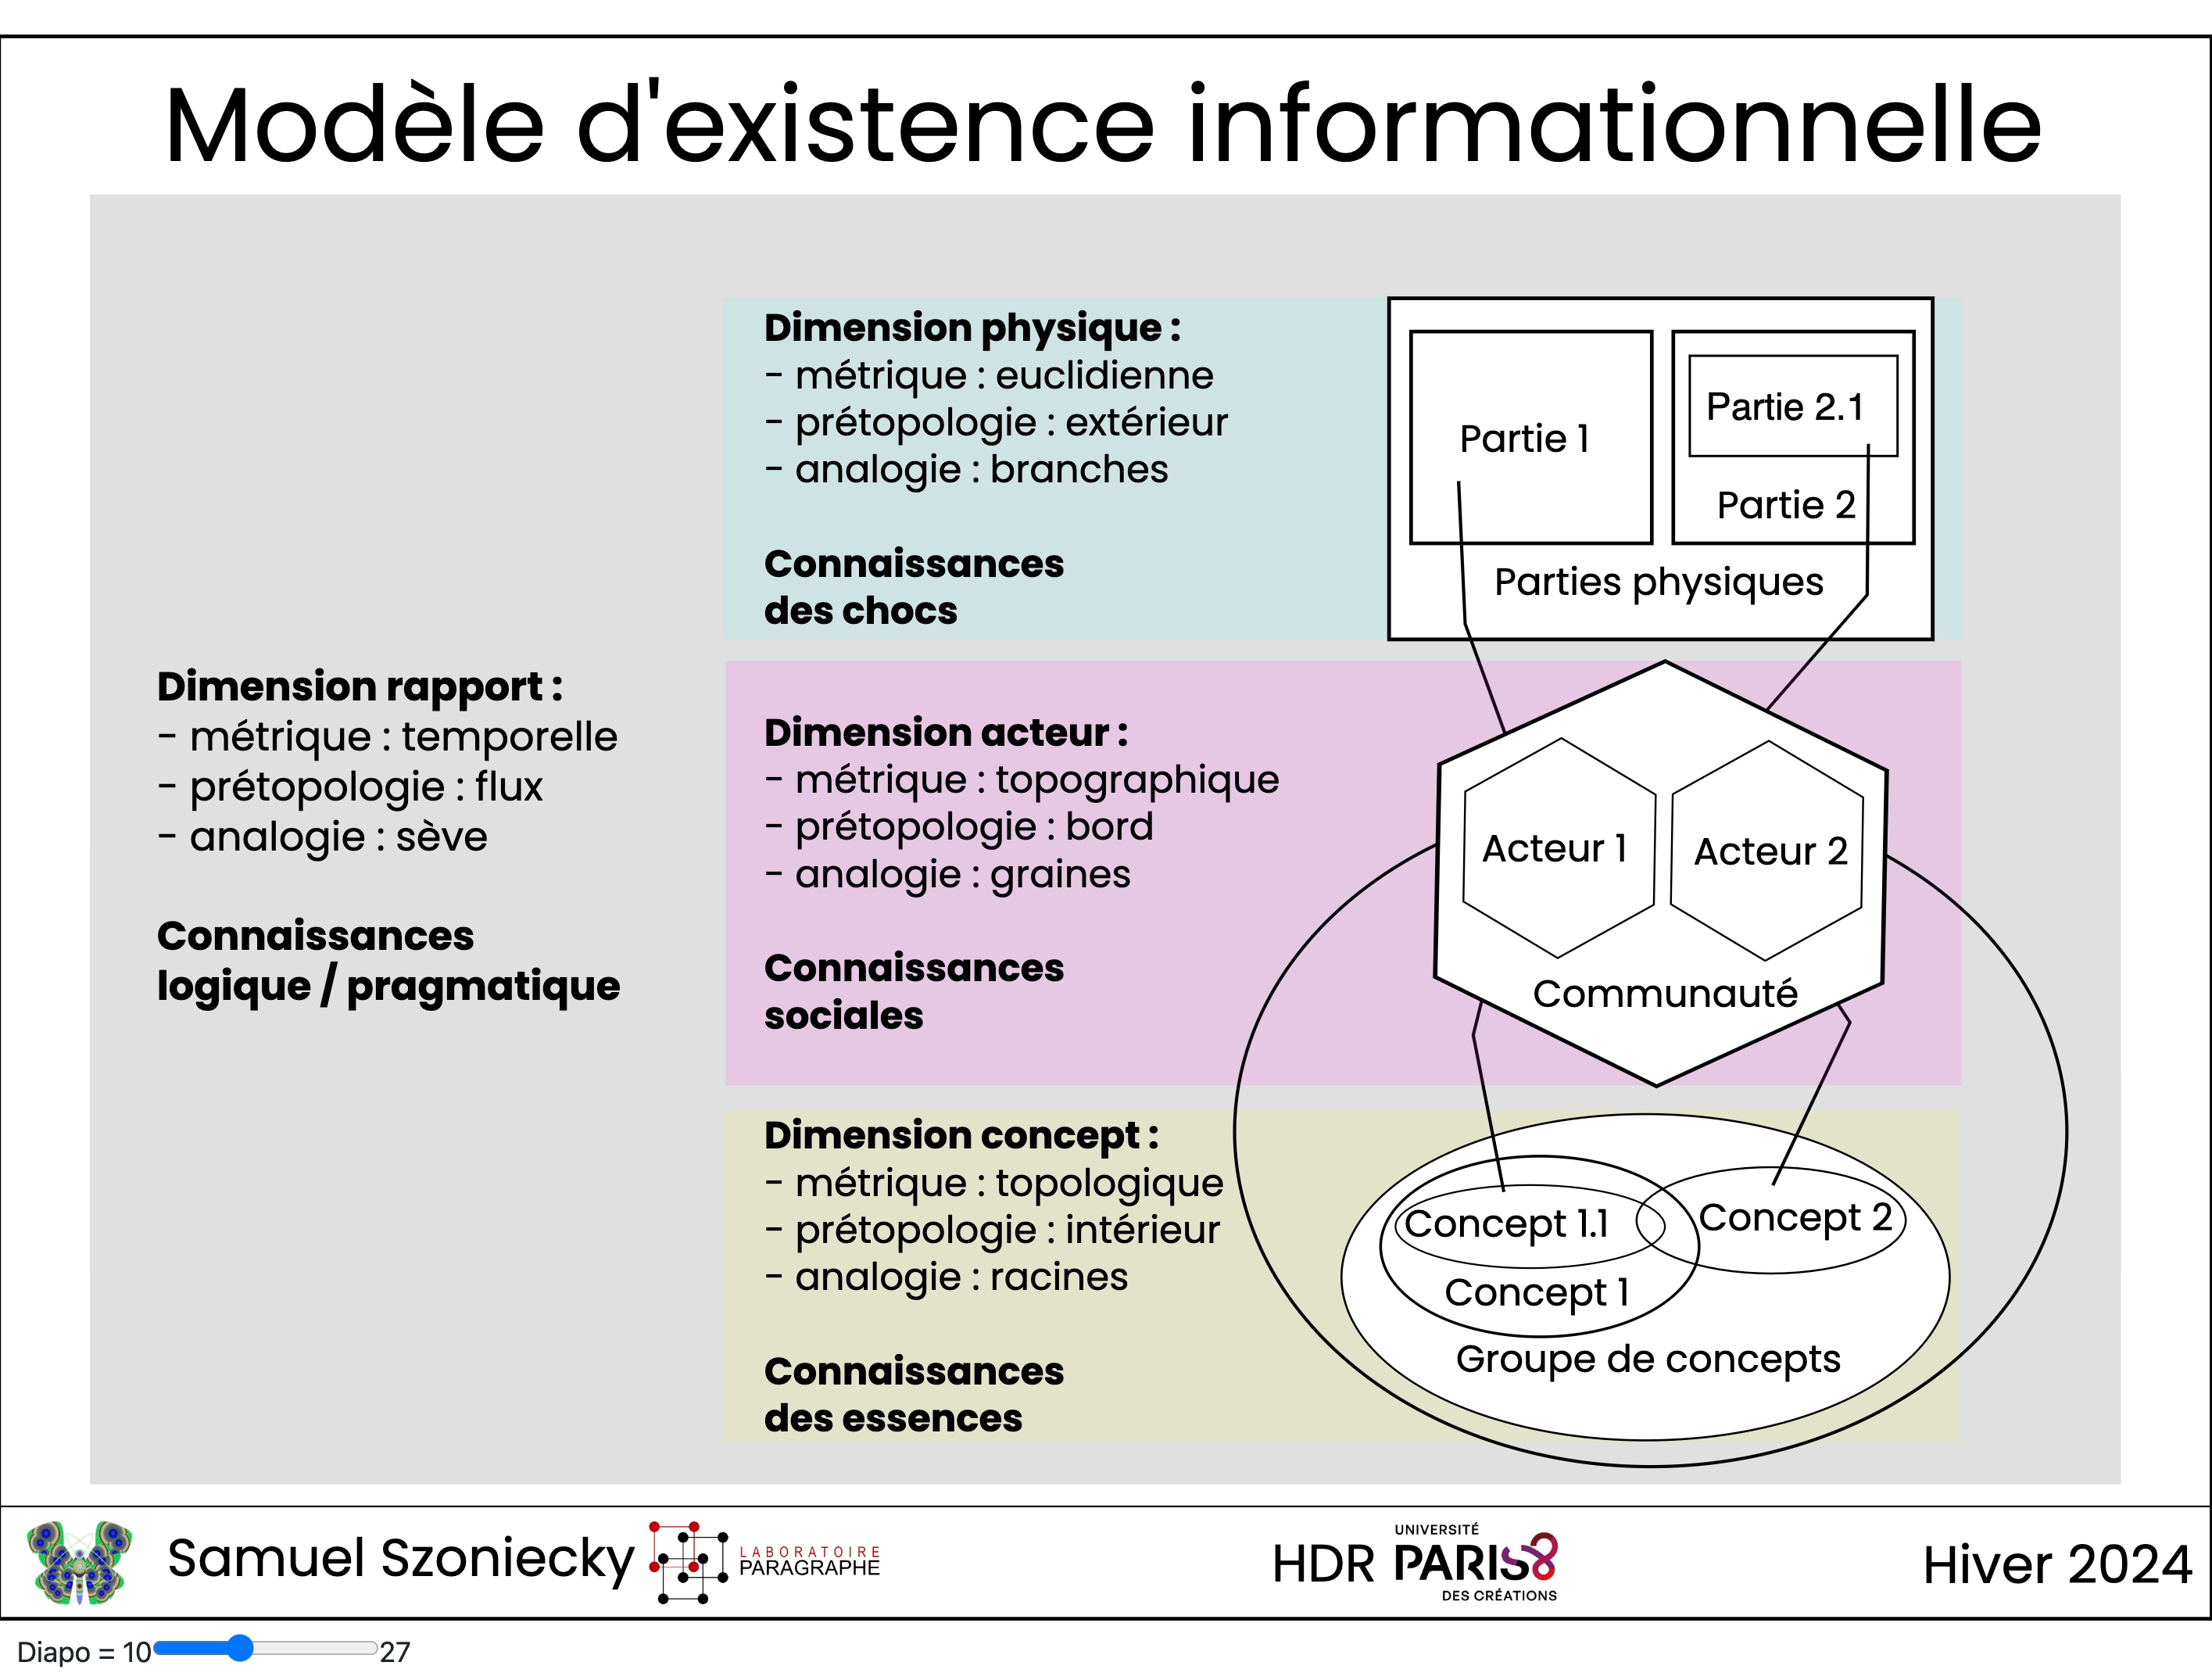 Modèle d'existence informationnelle
Dimension rapport :
- métrique : temporelle
- prétopologie : flux
- analogie : sève
Connaissances
logique / pragmatique
Dimension physique :
- métrique : euclidienne
- prétopologie : extérieur
- analogie : branches
Connaissances
des chocs
Partie 1
Partie 2.1
Partie 2
Parties physiques
Dimension acteur :
- métrique : topographique
- prétopologie : bord
- analogie : graines
Connaissances
sociales
Acteur 1
Acteur 2
Communauté
Dimension concept :
- métrique : topologique
- prétopologie : intérieur
- analogie : racines
Connaissances
des essences
Concept 1.1
Concept 2
Concept 1
Groupe de concepts
Samuel Szoniecky
LABORATOIRE
PARAGRAPHE
HDR
UNIVERSITÉ
PARIS8
DES CRÉATIONS
Hiver 2024
Diapo = 10
27